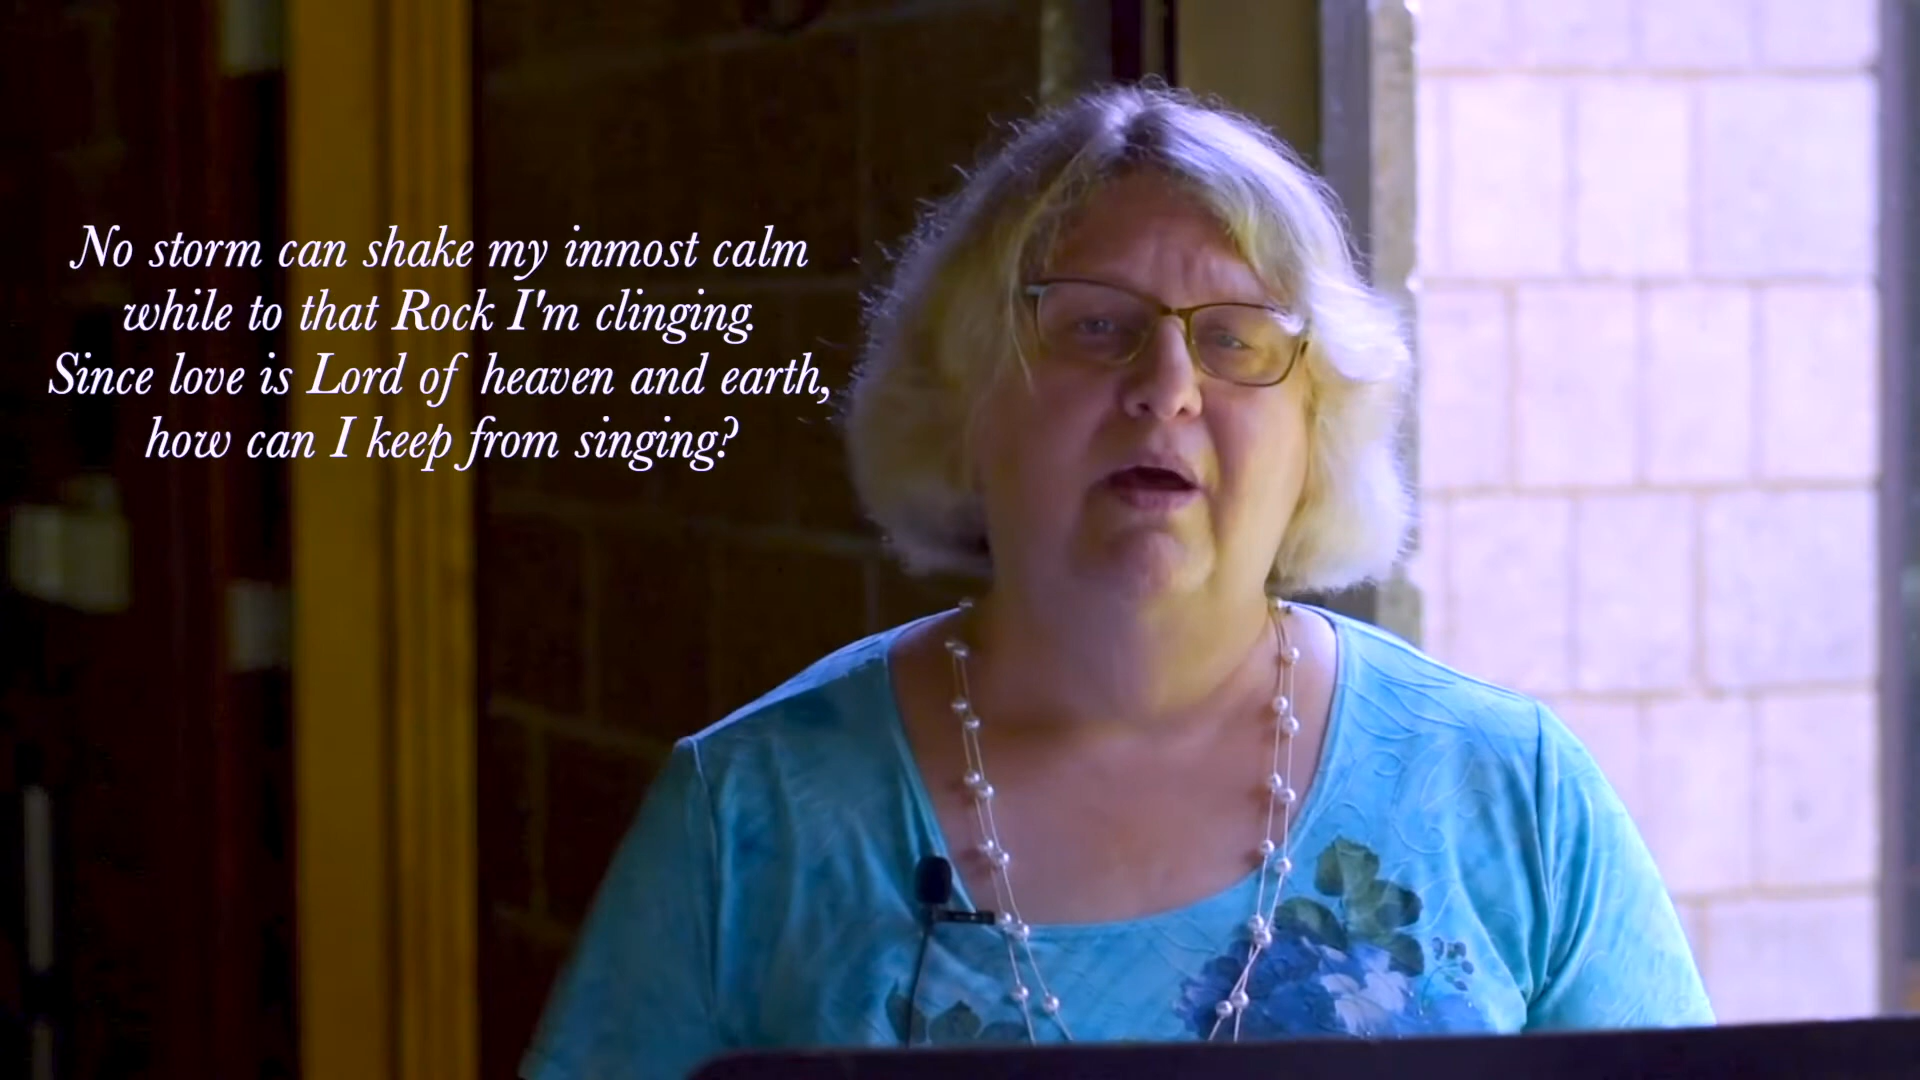 No storm can shake my inmost calm
while to that Rock I'm clinging.
Since love is Lord of heaven and earth,
how can I keep from singing?